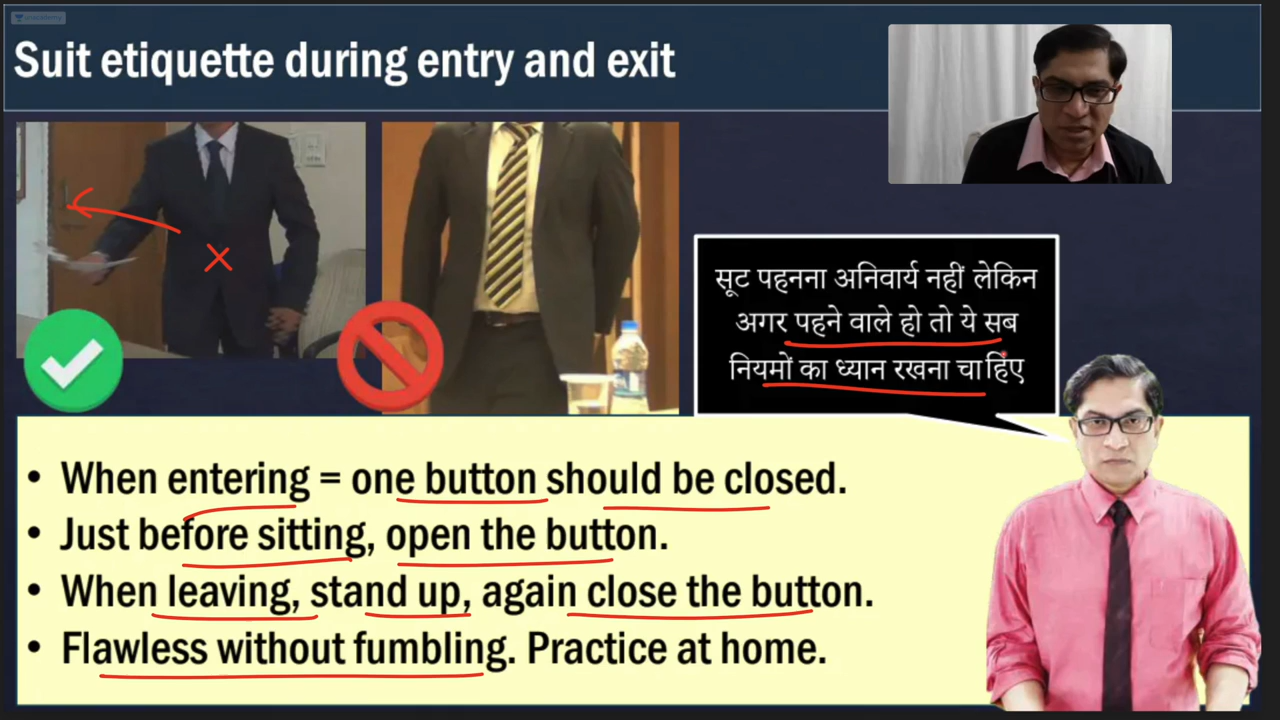 unacademy
Suit etiquette during entry and exit
सूट पहनना अनिवार्य नहीं लेकिन
अगर पहने वाले हो तो ये सब
नियमों का ध्यान रखना चाहिंए
• When entering = one button should be closed.
• Just before sitting, open the button.
• When leaving, stand up, again close the button.
• Flawless without fumbling. Practice at home.